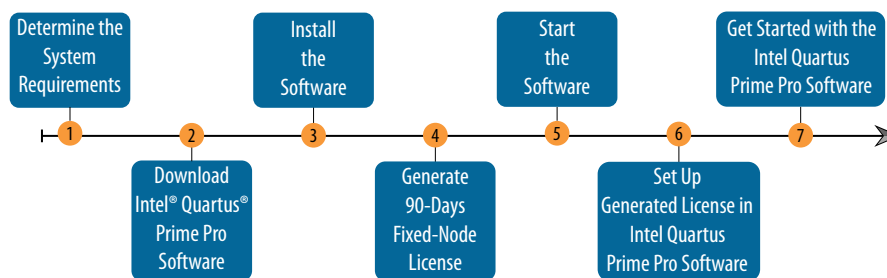 Determine the
System
Requirements
1
2
Download
Intel® Quartus®
Prime Pro
Software
Install
the
Software
3
4
Generate
90-Days
Fixed-Node
License
Start
the
Software
5
6
Set Up
Generated License in
Intel Quartus
Prime Pro Software
Get Started with the
Intel Quartus
Prime Pro Software
7